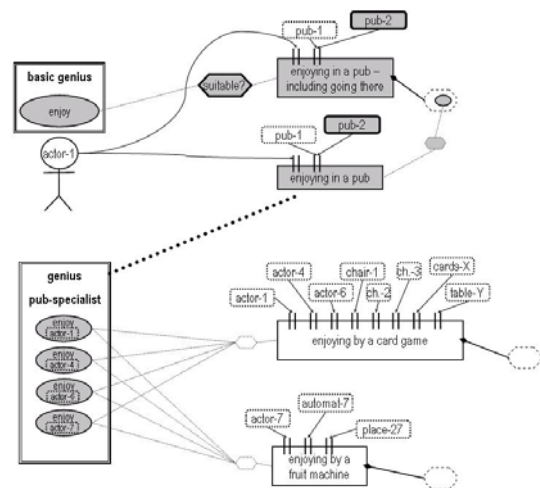 pub-2
pub-1
basic genius
enjoy
suitable?
enjoying in a pub –
including going there
pub-1
pub-2
actor-1
enjoying in a pub
genius
pub-specialist
enjoy
actor-1
enjoy
actor-4
enjoy
actor-6
enjoy
actor-7
actor-4
chair-1
ch.-3
cards-X
actor-1
actor-6
ch.-2
table-Y
enjoying by a card game
automat-7
actor-7
place-27
enjoying by a
fruit machine